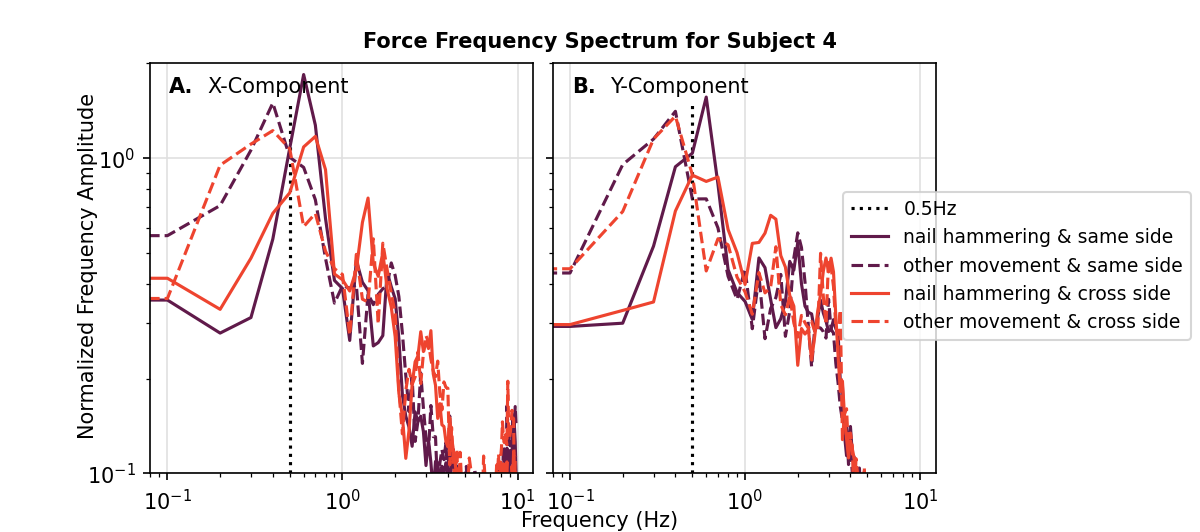 Force Frequency Spectrum for Subject 4
A. X-Component
B. Y-Component
Normalized Frequency Amplitude
10⁰
10⁻¹
10⁻¹ 10⁰ 10¹
10⁻¹ 10⁰ 10¹
Frequency (Hz)
0.5Hz
nail hammering & same side
other movement & same side
nail hammering & cross side
other movement & cross side